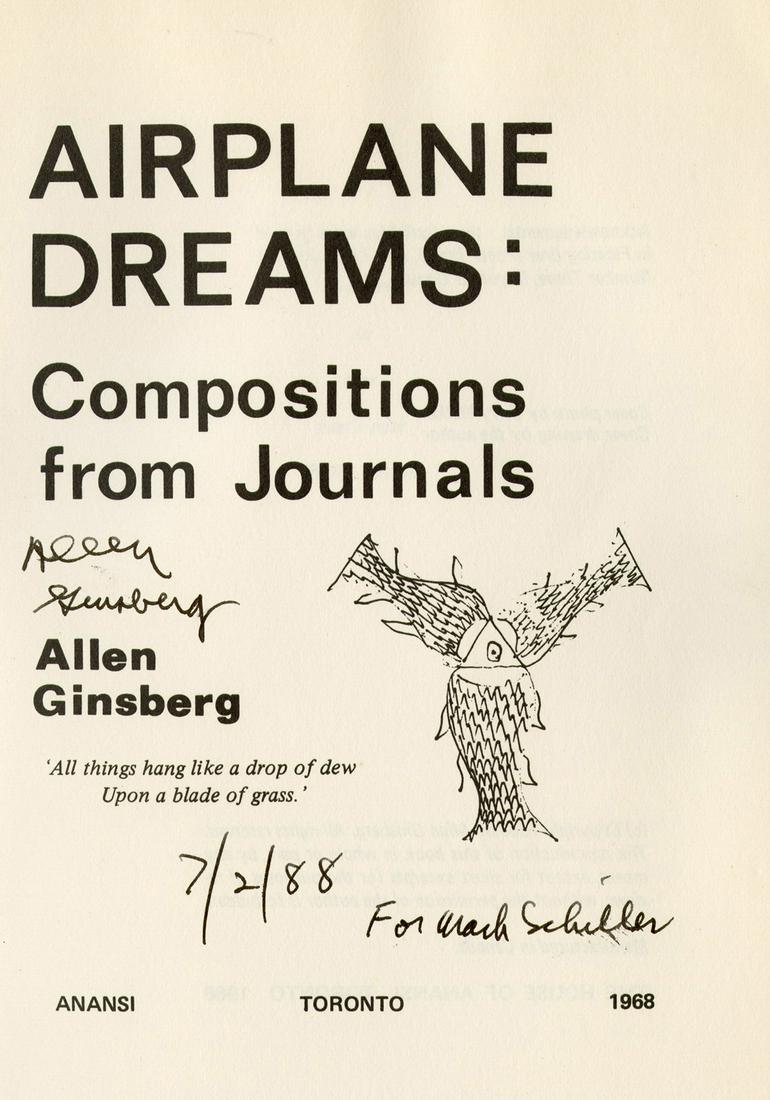 AIRPLANE
DREAMS:
Compositions
from Journals
Allen
Ginsberg
Allen
Ginsberg
'All things hang like a drop of dew
Upon a blade of grass.'
7/2/88
For Mark Schiller
ANANSI TORONTO 1968